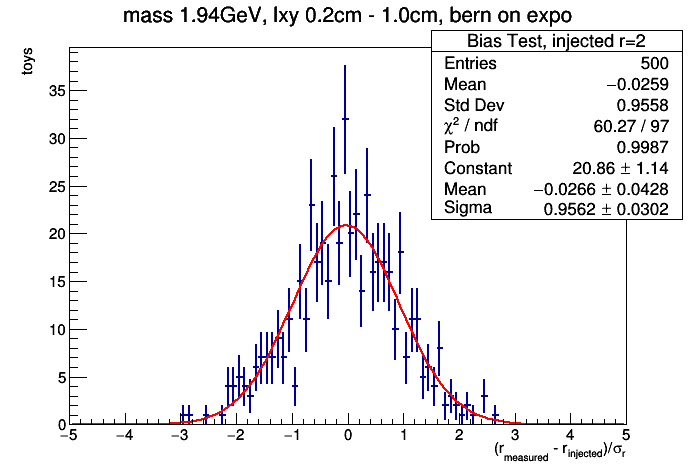 mass 1.94GeV, lxy 0.2cm - 1.0cm, bern on expo
Bias Test, injected r=2
Entries 500
Mean −0.0259
Std Dev 0.9558
χ² / ndf 60.27 / 97
Prob 0.9987
Constant 20.86 ± 1.14
Mean −0.0266 ± 0.0428
Sigma 0.9562 ± 0.0302
toys
35
30
25
20
15
10
5
0
−5 −4 −3 −2 −1 0 1 2 3 4 5
(r_measured - r_injected)/σ_r